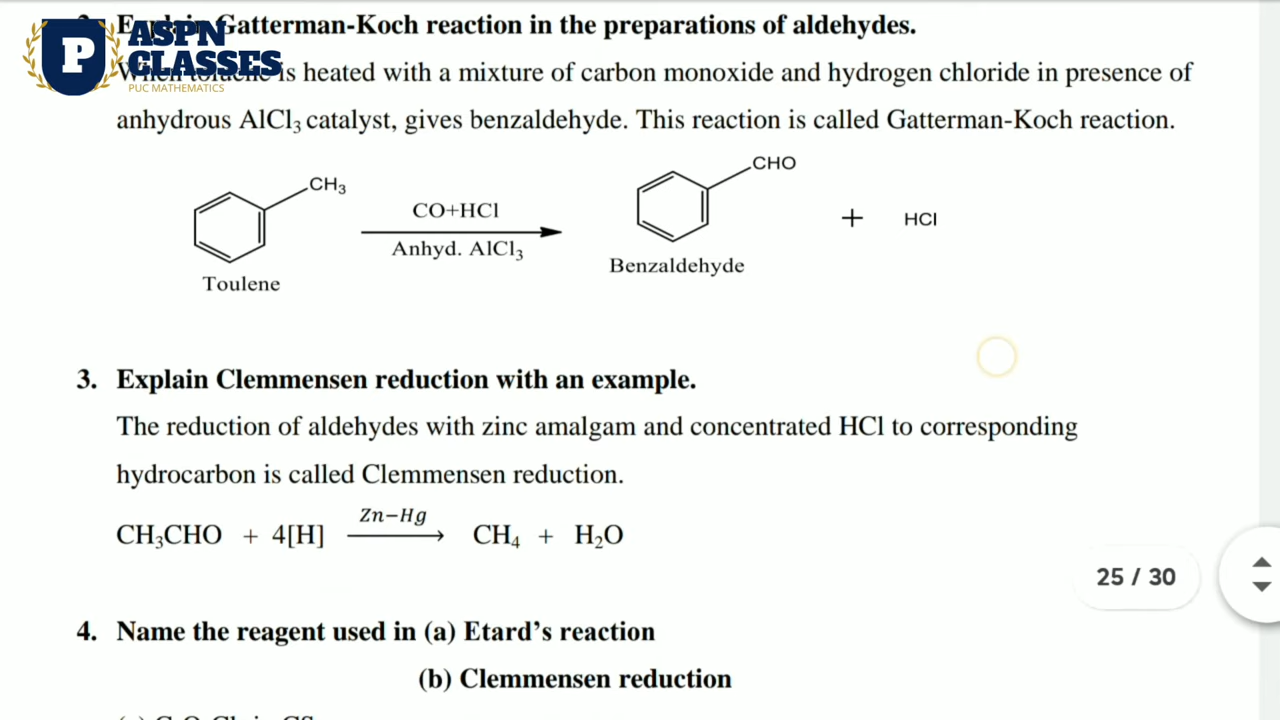 Gatterman-Koch reaction in the preparations of aldehydes.
ASPN
CLASSES
P
PUC MATHEMATICS
is heated with a mixture of carbon monoxide and hydrogen chloride in presence of
anhydrous AlCl₃ catalyst, gives benzaldehyde. This reaction is called Gatterman-Koch reaction.
CH₃
CO+HCl
Anhyd. AlCl₃
Toulene
CHO
Benzaldehyde
+ HCl
3. Explain Clemmensen reduction with an example.
The reduction of aldehydes with zinc amalgam and concentrated HCl to corresponding
hydrocarbon is called Clemmensen reduction.
CH₃CHO + 4[H] Zn−Hg → CH₄ + H₂O
25 / 30
4. Name the reagent used in (a) Etard’s reaction
(b) Clemmensen reduction